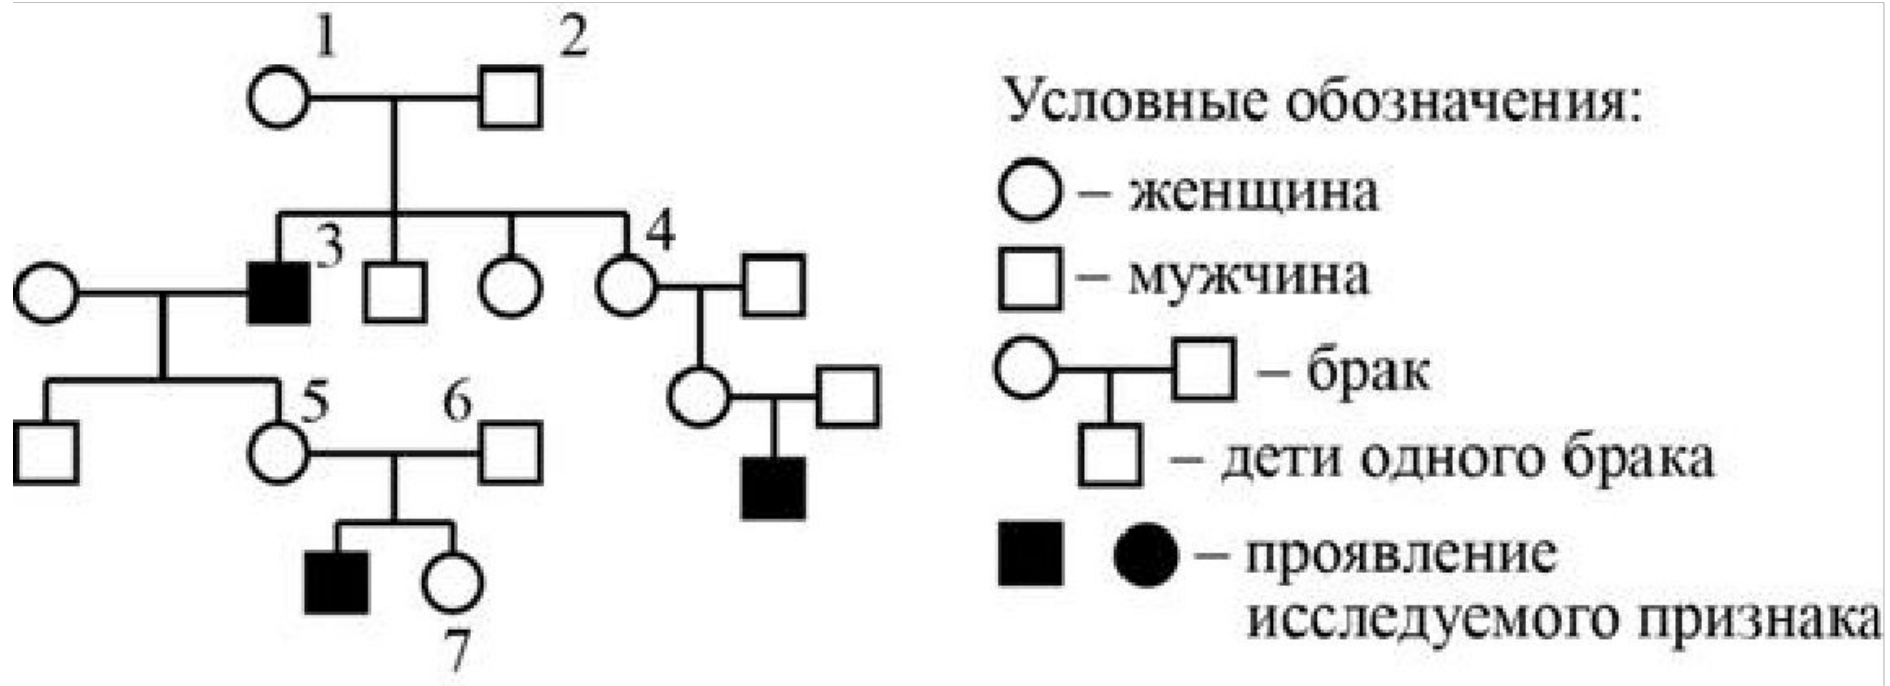 1
2
3
4
5
6
7
Условные обозначения:
– женщина
– мужчина
– брак
– дети одного брака
– проявление
исследуемого признака